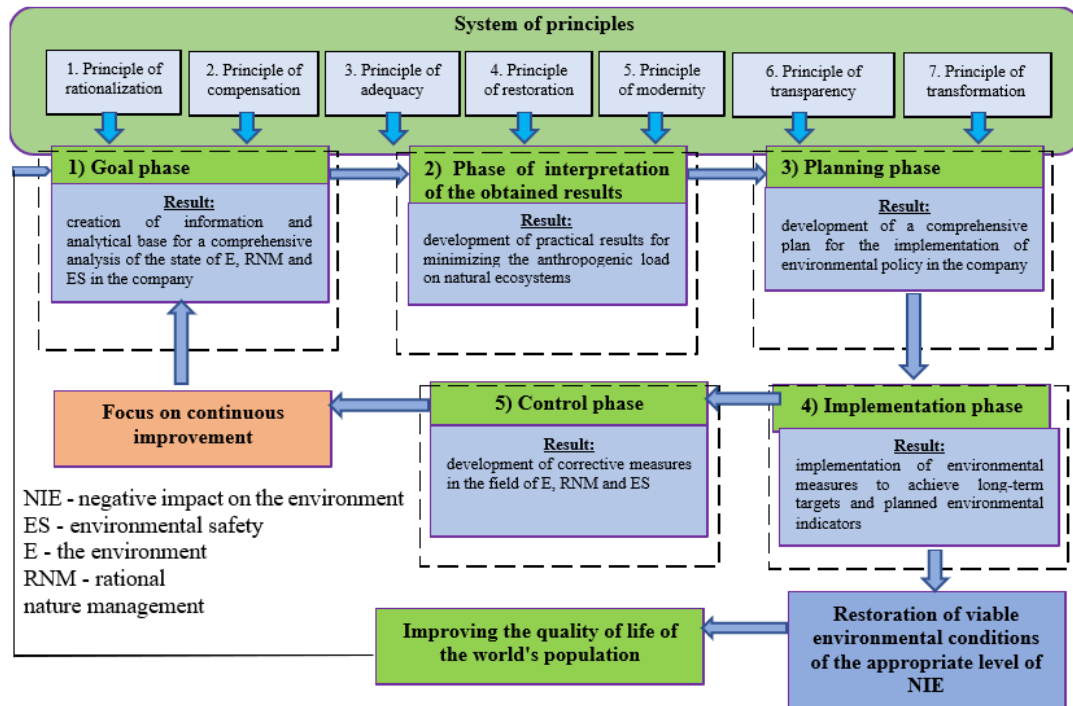 System of principles
1. Principle of
rationalization
2. Principle of
compensation
3. Principle of
adequacy
4. Principle
of restoration
5. Principle
of modernity
6. Principle of
transparency
7. Principle of
transformation
1) Goal phase
Result:
creation of information and
analytical base for a comprehensive
analysis of the state of E, RNM and
ES in the company
2) Phase of interpretation
of the obtained results
Result:
development of practical results for
minimizing the anthropogenic load
on natural ecosystems
3) Planning phase
Result:
development of a comprehensive
plan for the implementation of
environmental policy in the company
Focus on continuous
improvement
5) Control phase
Result:
development of corrective measures
in the field of E, RNM and ES
4) Implementation phase
Result:
implementation of environmental
measures to achieve long-term
targets and planned environmental
indicators
NIE - negative impact on the environment
ES - environmental safety
E - the environment
RNM - rational
nature management
Improving the quality of life of
the world's population
Restoration of viable
environmental conditions
of the appropriate level of
NIE